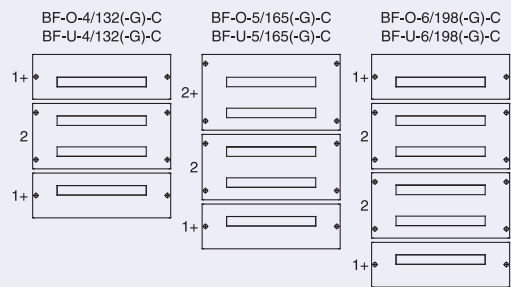 BF-O-4/132(-G)-C
BF-U-4/132(-G)-C
1+
2
1+
BF-O-5/165(-G)-C
BF-U-5/165(-G)-C
2+
2
1+
BF-O-6/198(-G)-C
BF-U-6/198(-G)-C
1+
2
2
1+